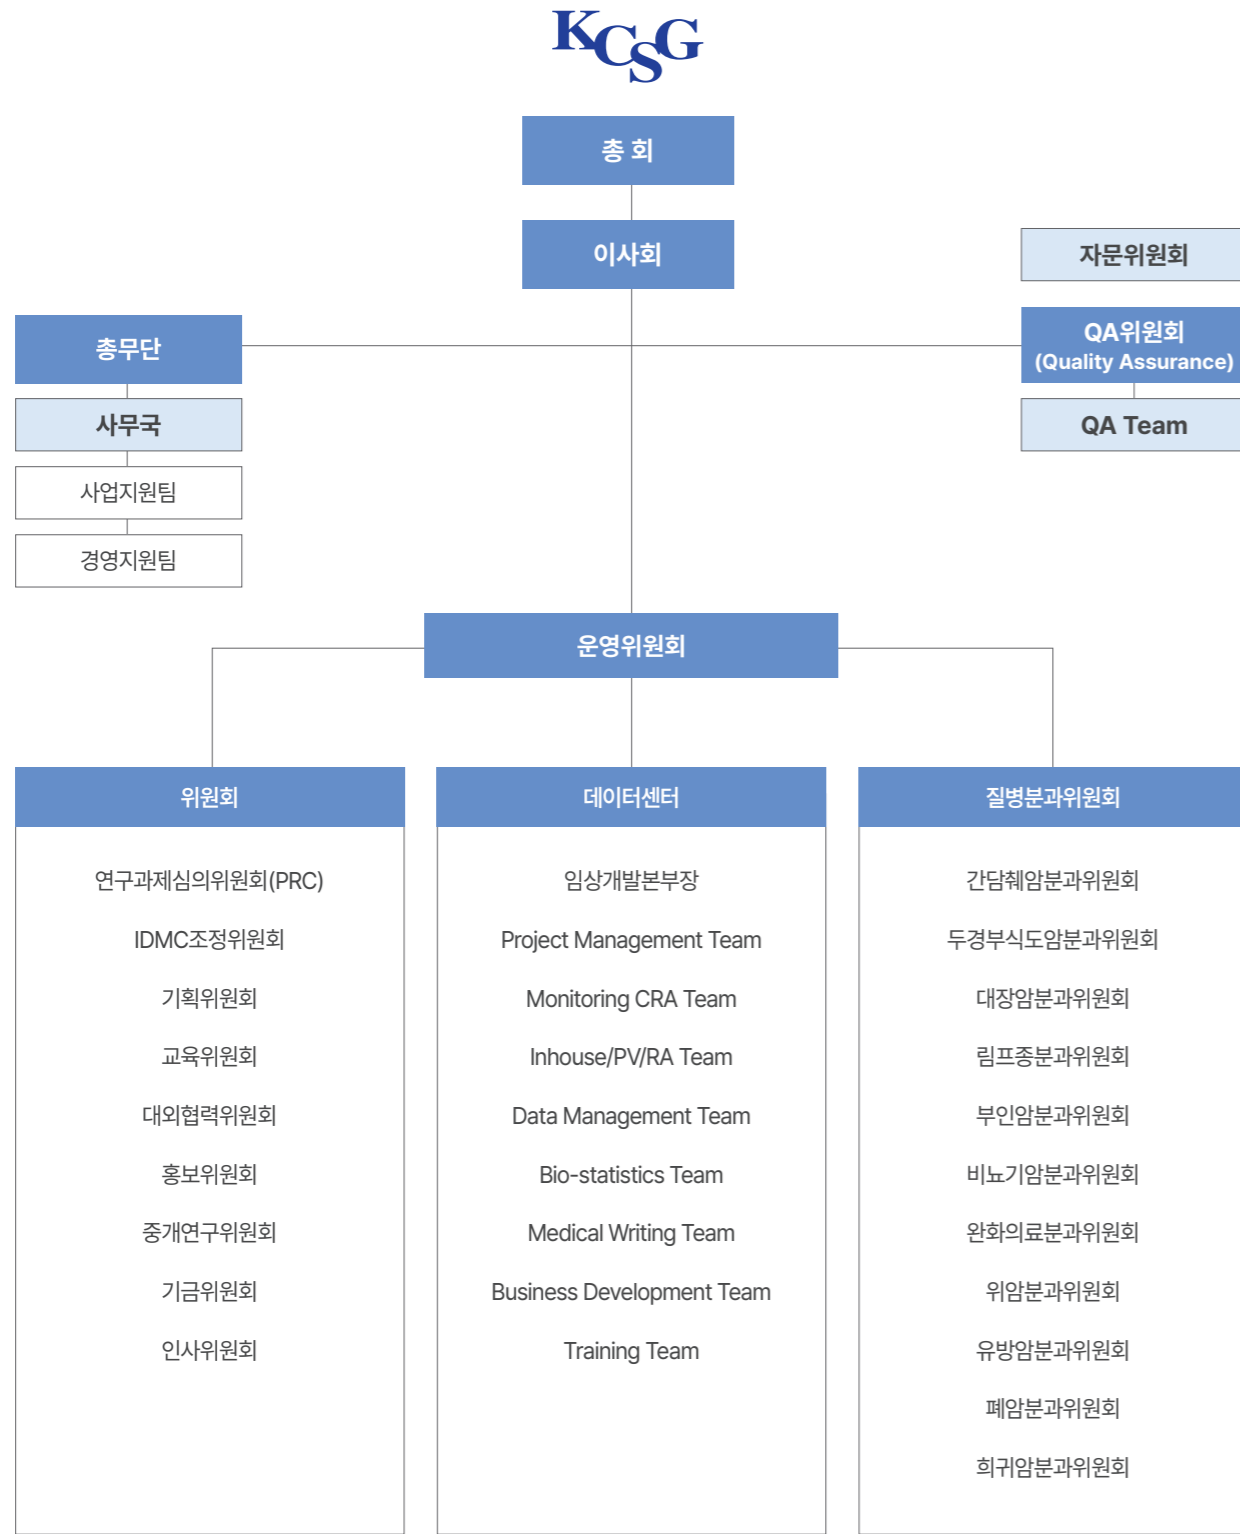 KCSG
총 회
이사회
자문위원회
총무단
QA위원회
(Quality Assurance)
사무국
QA Team
사업지원팀
경영지원팀
운영위원회
위원회
연구과제심의위원회(PRC)
IDMC조정위원회
기획위원회
교육위원회
대외협력위원회
홍보위원회
중개연구위원회
기금위원회
인사위원회
데이터센터
임상개발본부장
Project Management Team
Monitoring CRA Team
Inhouse/PV/RA Team
Data Management Team
Bio-statistics Team
Medical Writing Team
Business Development Team
Training Team
질병분과위원회
간담췌암분과위원회
두경부식도암분과위원회
대장암분과위원회
림프종분과위원회
부인암분과위원회
비뇨기암분과위원회
완화의료분과위원회
위암분과위원회
유방암분과위원회
폐암분과위원회
희귀암분과위원회